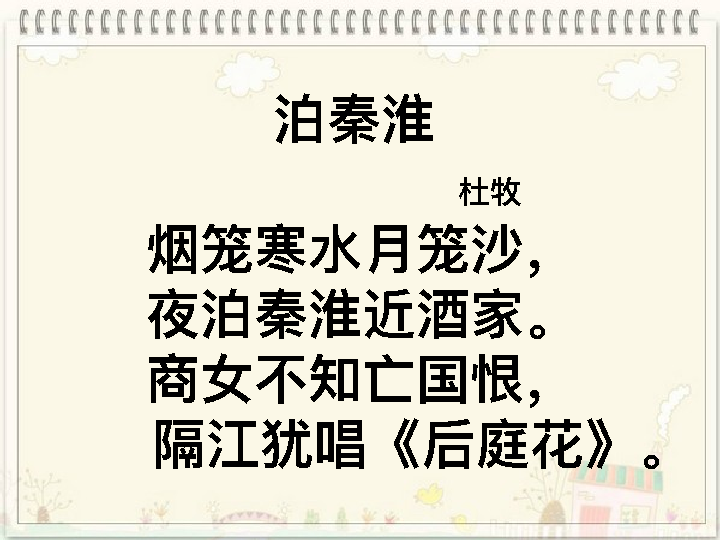 泊秦淮
杜牧
烟笼寒水月笼沙，
夜泊秦淮近酒家。
商女不知亡国恨，
隔江犹唱《后庭花》。